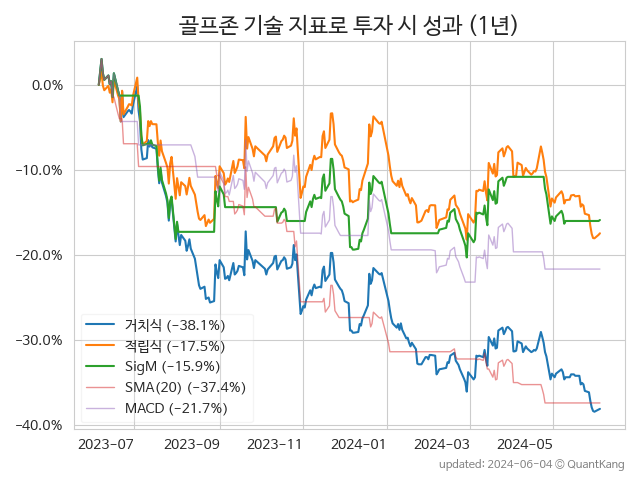 골프존 기술 지표로 투자 시 성과 (1년)
0.0%
−10.0%
−20.0%
−30.0%
−40.0%
거치식 (−38.1%)
적립식 (−17.5%)
SigM (−15.9%)
SMA(20) (−37.4%)
MACD (−21.7%)
2023−07 2023−09 2023−11 2024−01 2024−03 2024−05
updated: 2024−06−04 © QuantKang